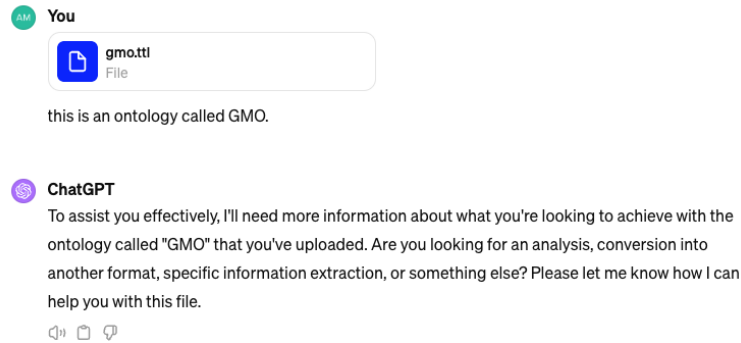 AM
You
gmo.ttl
File
this is an ontology called GMO.
ChatGPT
To assist you effectively, I'll need more information about what you're looking to achieve with the
ontology called "GMO" that you've uploaded. Are you looking for an analysis, conversion into
another format, specific information extraction, or something else? Please let me know how I can
help you with this file.